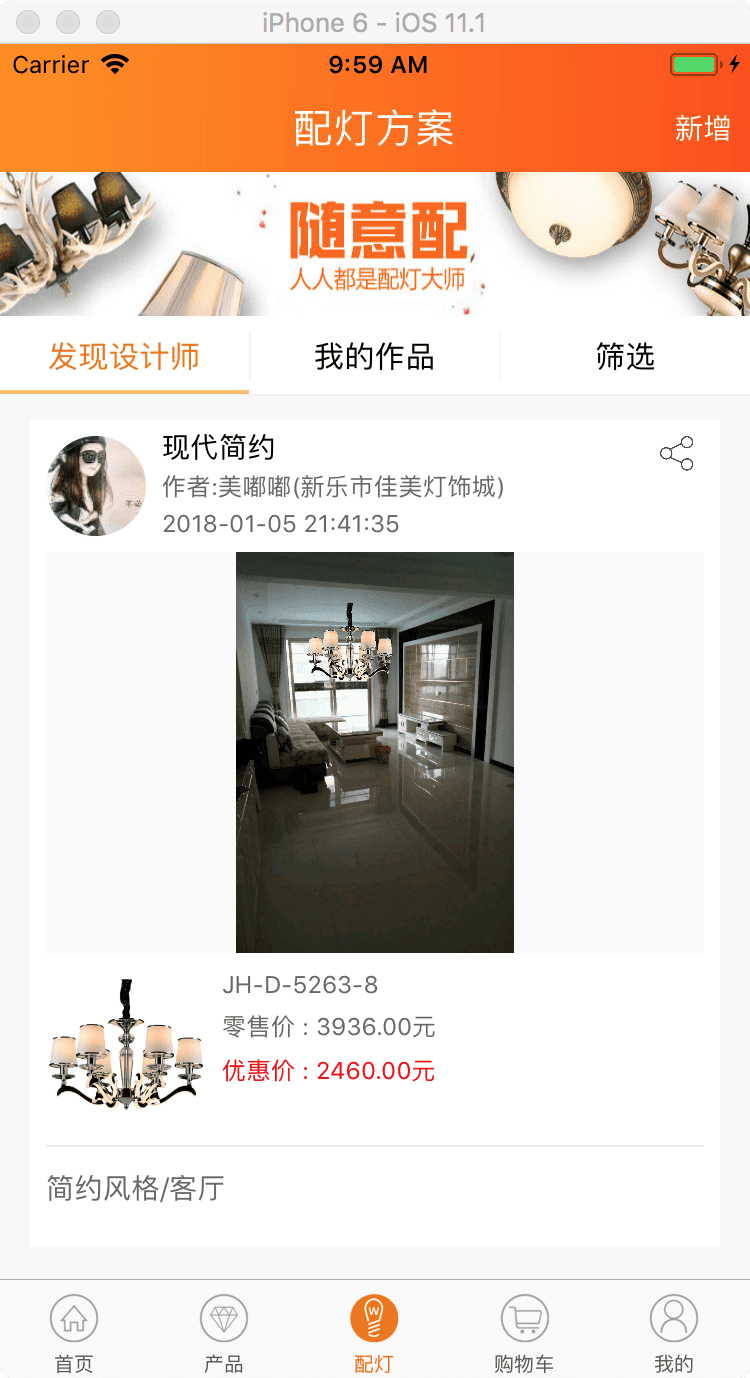 iPhone 6 – iOS 11.1
Carrier 9:59 AM
配灯方案 新增
随意配
人人都是配灯大师
发现设计师 我的作品 筛选
现代简约
作者:美嘟嘟(新乐市佳美灯饰城)
2018-01-05 21:41:35
JH-D-5263-8
零售价 : 3936.00元
优惠价 : 2460.00元
简约风格/客厅
W
首页 产品 配灯 购物车 我的